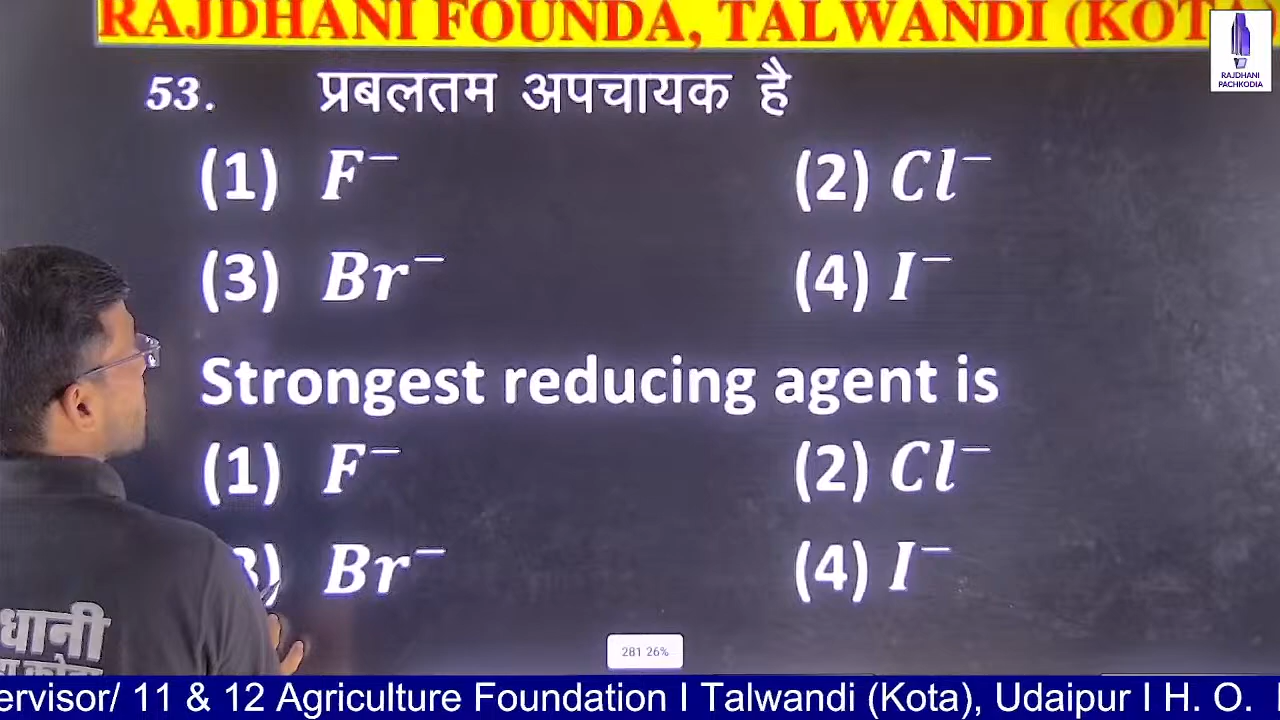 RAJDHANI FOUNDA, TALWANDI (KOT
RAJDHANI
PACHKODIA
53. प्रबलतम अपचायक है
(1) F⁻ (2) Cl⁻
(3) Br⁻ (4) I⁻
Strongest reducing agent is
(1) F⁻ (2) Cl⁻
3) Br⁻ (4) I⁻
धानी
281 26%
ervisor/ 11 & 12 Agriculture Foundation I Talwandi (Kota), Udaipur I H. O.